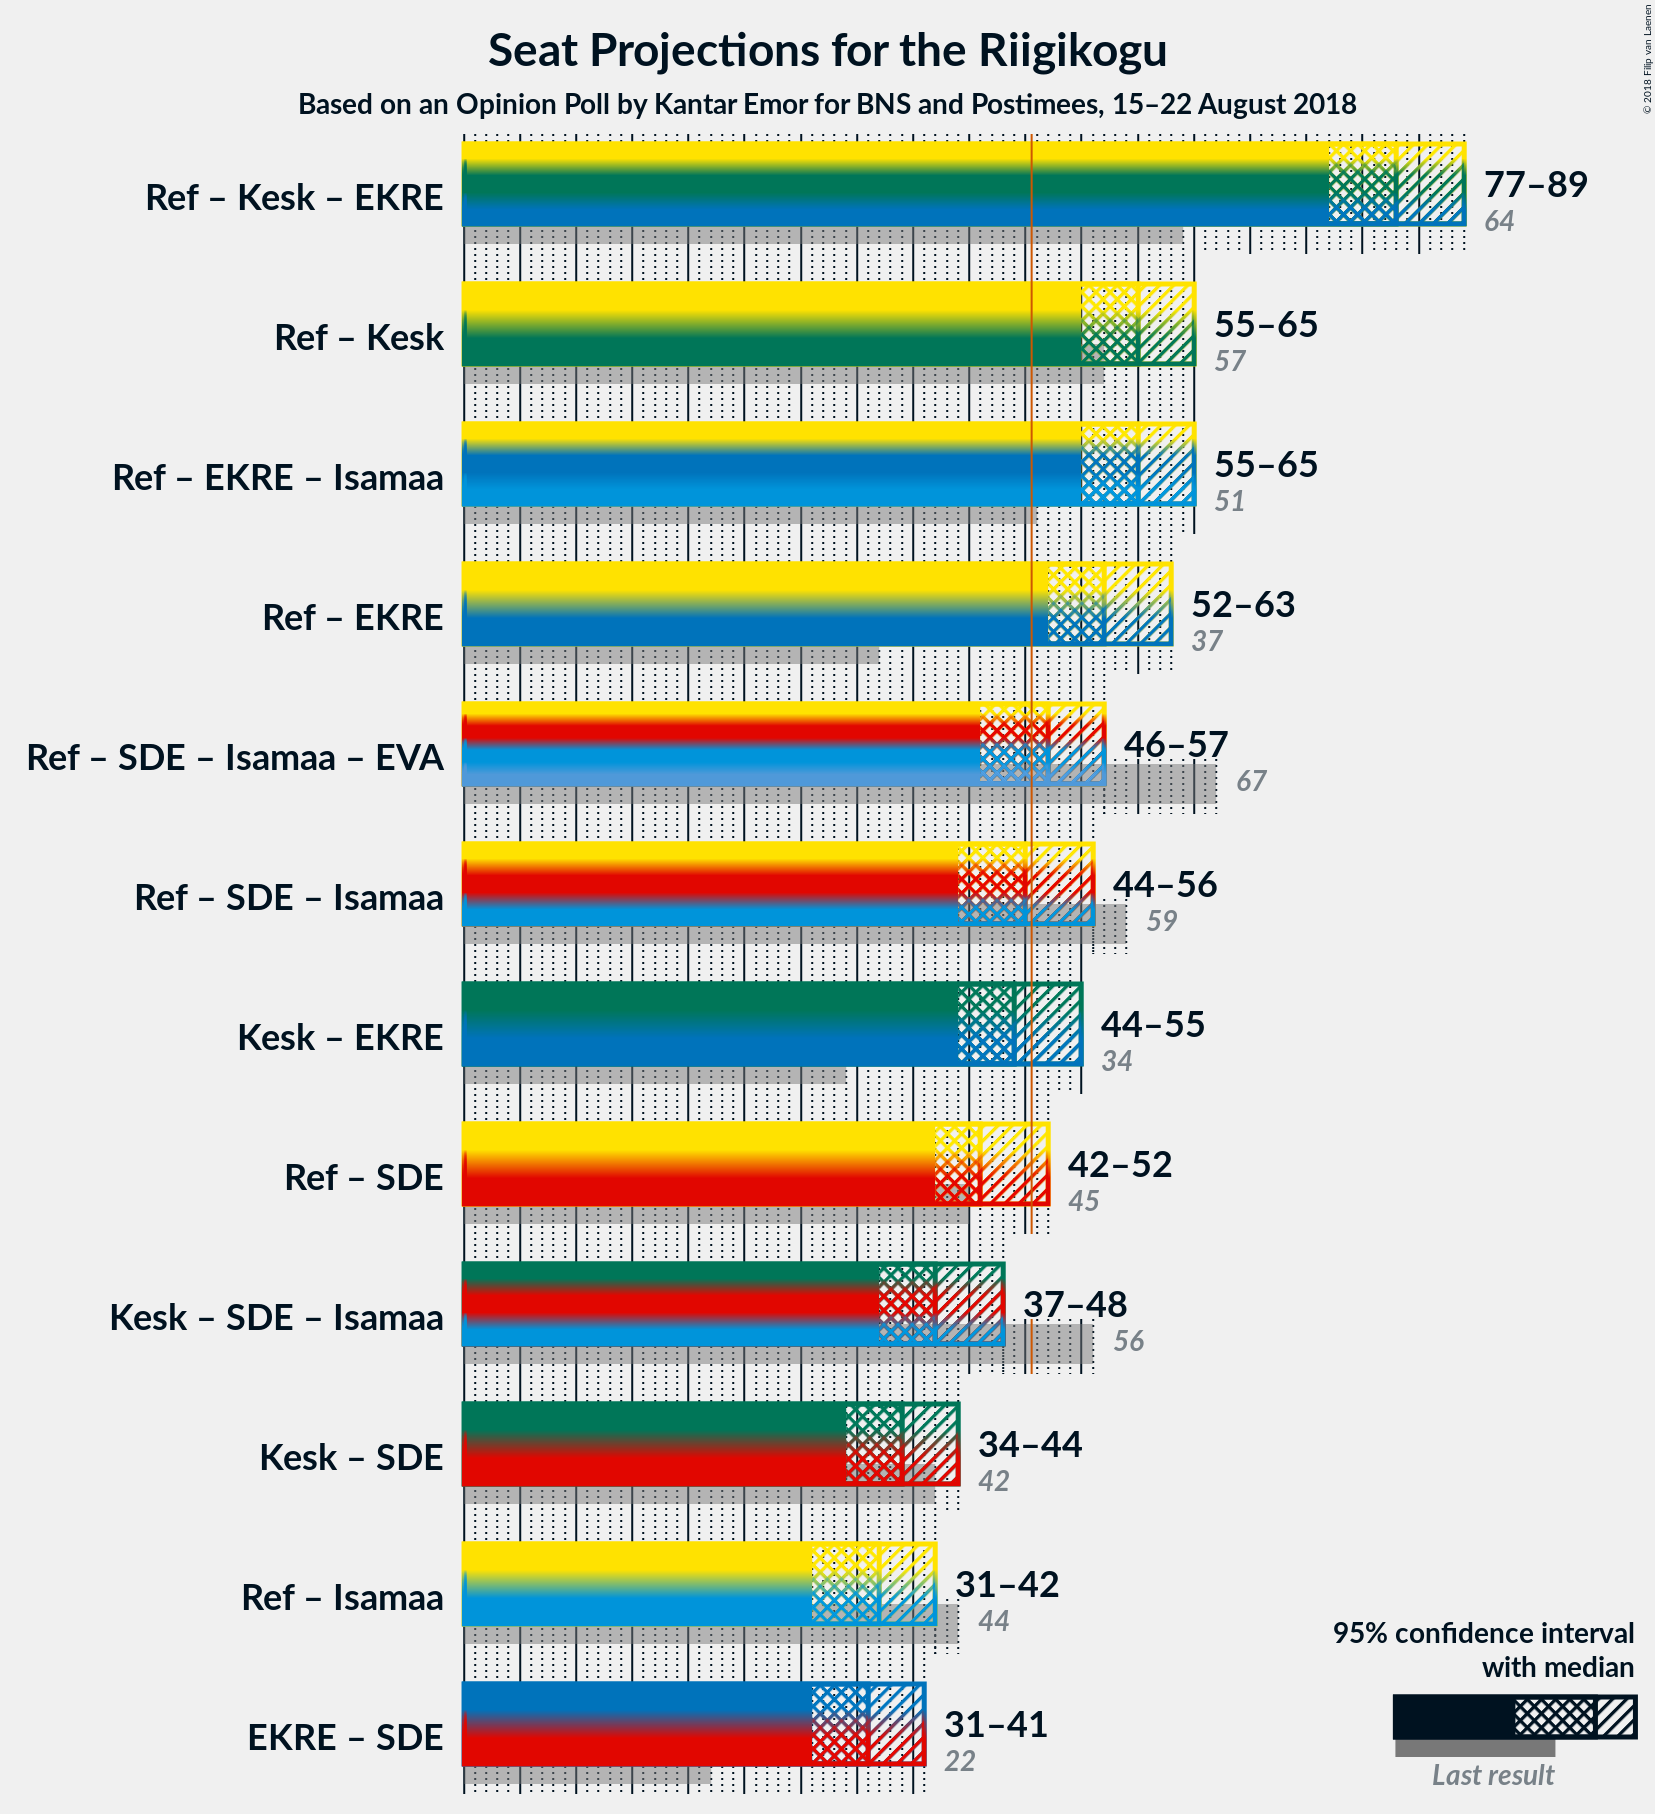 Seat Projections for the Riigikogu
Based on an Opinion Poll by Kantar Emor for BNS and Postimees, 15–22 August 2018
© 2018 Filip van Laenen
Ref – Kesk – EKRE
77–89
64
Ref – Kesk
55–65
57
Ref – EKRE – Isamaa
55–65
51
Ref – EKRE
52–63
37
Ref – SDE – Isamaa – EVA
46–57
67
Ref – SDE – Isamaa
44–56
59
Kesk – EKRE
44–55
34
Ref – SDE
42–52
45
Kesk – SDE – Isamaa
37–48
56
Kesk – SDE
34–44
42
Ref – Isamaa
31–42
44
EKRE – SDE
31–41
22
95% confidence interval
with median
Last result